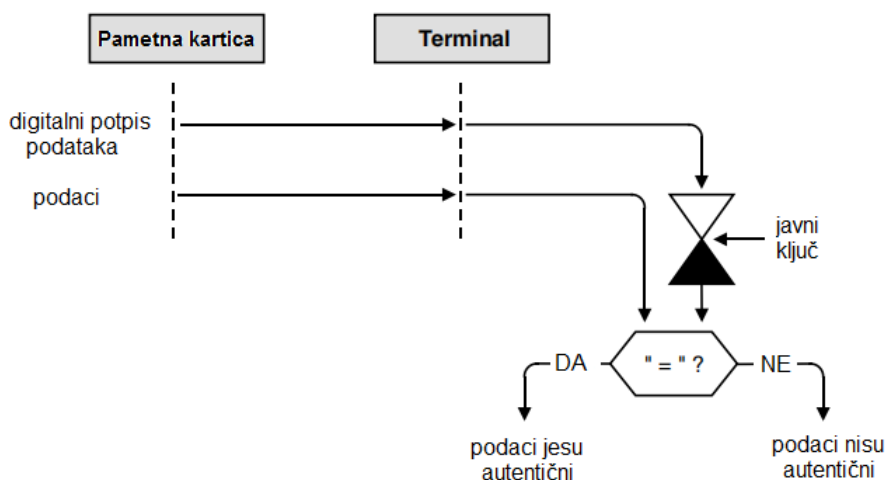 Pametna kartica
Terminal
digitalni potpis
podataka
podaci
javni
ključ
DA
" = " ?
NE
podaci jesu
autentični
podaci nisu
autentični